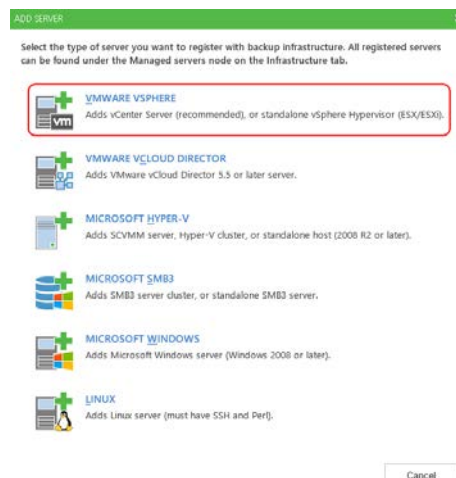 ADD SERVER
Select the type of server you want to register with backup infrastructure. All registered servers
can be found under the Managed servers node on the Infrastructure tab.
VMWARE VSPHERE
Adds vCenter Server (recommended), or standalone vSphere Hypervisor (ESX/ESXi).
vm
VMWARE VCLOUD DIRECTOR
Adds VMware vCloud Director 5.5 or later server.
MICROSOFT HYPER-V
Adds SCVMM server, Hyper-V cluster, or standalone host (2008 R2 or later).
MICROSOFT SMB3
Adds SMB3 server cluster, or standalone SMB3 server.
MICROSOFT WINDOWS
Adds Microsoft Windows server (Windows 2008 or later).
LINUX
Adds Linux server (must have SSH and Perl).
Cancel